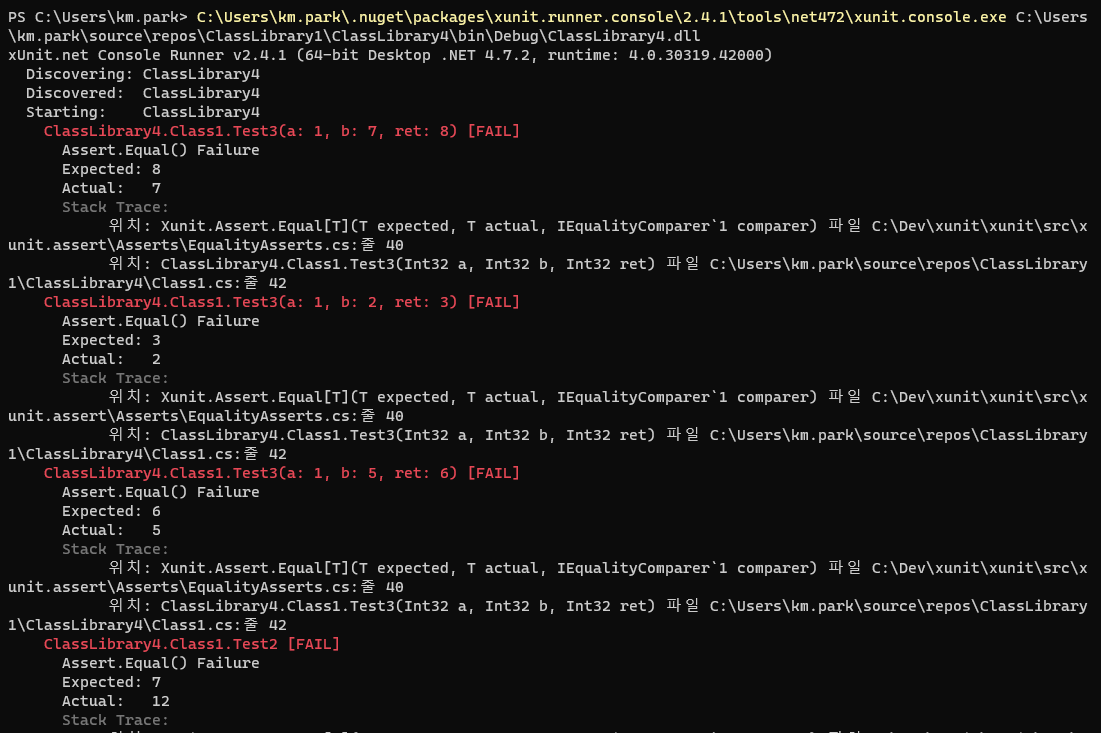 PS C:\Users\km.park> C:\Users\km.park\.nuget\packages\xunit.runner.console\2.4.1\tools\net472\xunit.console.exe C:\Users
\km.park\source\repos\ClassLibrary1\ClassLibrary4\bin\Debug\ClassLibrary4.dll
xUnit.net Console Runner v2.4.1 (64-bit Desktop .NET 4.7.2, runtime: 4.0.30319.42000)
Discovering: ClassLibrary4
Discovered: ClassLibrary4
Starting: ClassLibrary4
ClassLibrary4.Class1.Test3(a: 1, b: 7, ret: 8) [FAIL]
Assert.Equal() Failure
Expected: 8
Actual: 7
Stack Trace:
위치: Xunit.Assert.Equal[T](T expected, T actual, IEqualityComparer`1 comparer) 파일 C:\Dev\xunit\xunit\src\x
unit.assert\Asserts\EqualityAsserts.cs:줄 40
위치: ClassLibrary4.Class1.Test3(Int32 a, Int32 b, Int32 ret) 파일 C:\Users\km.park\source\repos\ClassLibrary
1\ClassLibrary4\Class1.cs:줄 42
ClassLibrary4.Class1.Test3(a: 1, b: 2, ret: 3) [FAIL]
Assert.Equal() Failure
Expected: 3
Actual: 2
Stack Trace:
위치: Xunit.Assert.Equal[T](T expected, T actual, IEqualityComparer`1 comparer) 파일 C:\Dev\xunit\xunit\src\x
unit.assert\Asserts\EqualityAsserts.cs:줄 40
위치: ClassLibrary4.Class1.Test3(Int32 a, Int32 b, Int32 ret) 파일 C:\Users\km.park\source\repos\ClassLibrary
1\ClassLibrary4\Class1.cs:줄 42
ClassLibrary4.Class1.Test3(a: 1, b: 5, ret: 6) [FAIL]
Assert.Equal() Failure
Expected: 6
Actual: 5
Stack Trace:
위치: Xunit.Assert.Equal[T](T expected, T actual, IEqualityComparer`1 comparer) 파일 C:\Dev\xunit\xunit\src\x
unit.assert\Asserts\EqualityAsserts.cs:줄 40
위치: ClassLibrary4.Class1.Test3(Int32 a, Int32 b, Int32 ret) 파일 C:\Users\km.park\source\repos\ClassLibrary
1\ClassLibrary4\Class1.cs:줄 42
ClassLibrary4.Class1.Test2 [FAIL]
Assert.Equal() Failure
Expected: 7
Actual: 12
Stack Trace: